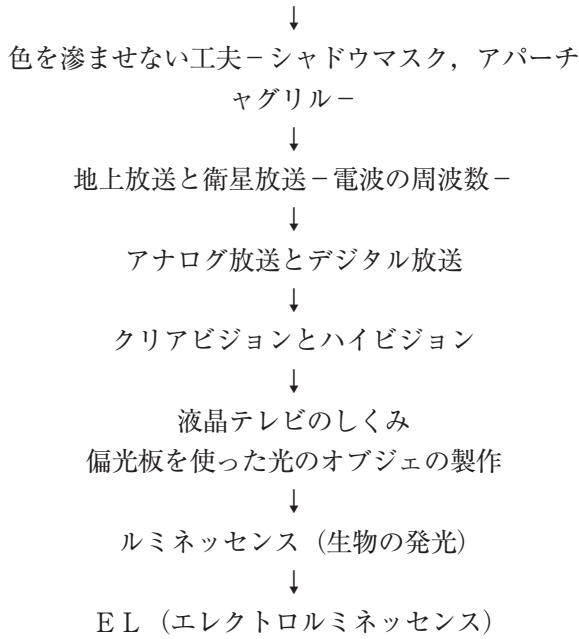 ↓
色を滲ませない工夫－シャドウマスク，アパーチ
ャグリル－
↓
地上放送と衛星放送－電波の周波数－
↓
アナログ放送とデジタル放送
↓
クリアビジョンとハイビジョン
↓
液晶テレビのしくみ
偏光板を使った光のオブジェの製作
↓
ルミネッセンス（生物の発光）
↓
ＥＬ（エレクトロルミネッセンス）